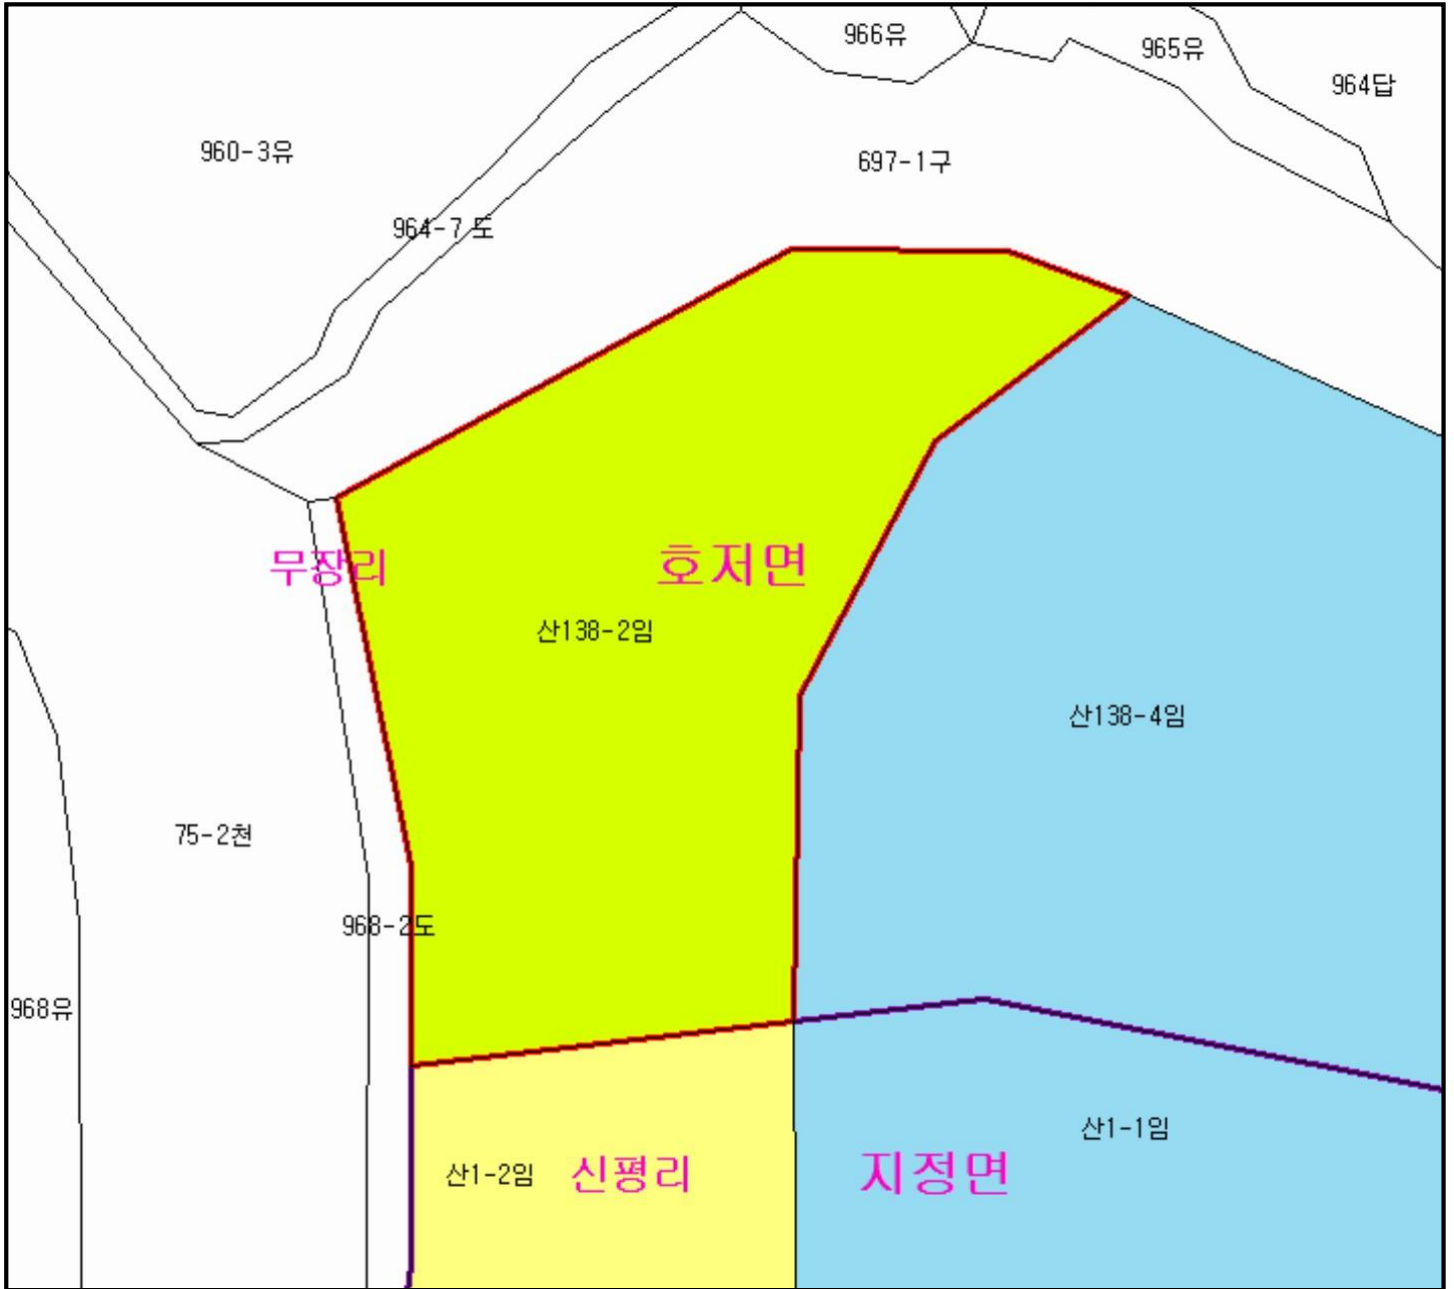 966유
965유
964답
960-3유
697-1구
964-7 도
무장리
호저면
산138-2임
산138-4임
75-2천
968-2도
968유
산1-1임
산1-2임
신평리
지정면